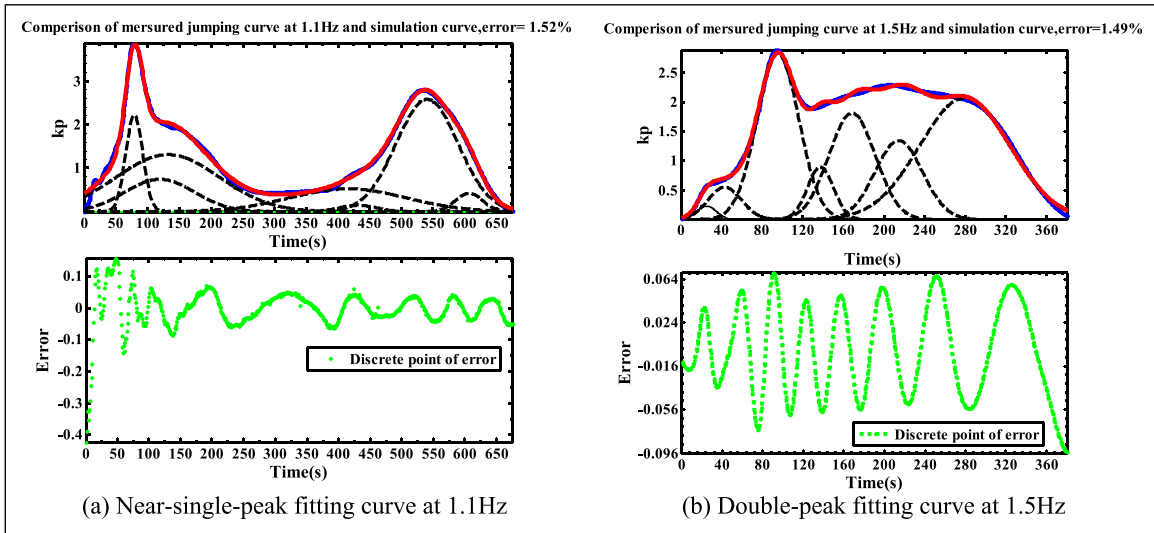 Comparison of mersured jumping curve at 1.1Hz and simulation curve,error= 1.52%
kp
3
2
1
0 50 100 150 200 250 300 350 400 450 500 550 600 650
Time(s)
Error
0.1
0
-0.1
-0.2
-0.3
-0.4
Discrete point of error
0 50 100 150 200 250 300 350 400 450 500 550 600 650
Time(s)
(a) Near-single-peak fitting curve at 1.1Hz
Comparison of mersured jumping curve at 1.5Hz and simulation curve,error=1.49%
kp
2.5
2
1.5
1
0.5
0 40 80 120 160 200 240 280 320 360
Time(s)
Error
0.064
0.024
-0.016
-0.056
-0.096
Discrete point of error
0 40 80 120 160 200 240 280 320 360
Time(s)
(b) Double-peak fitting curve at 1.5Hz